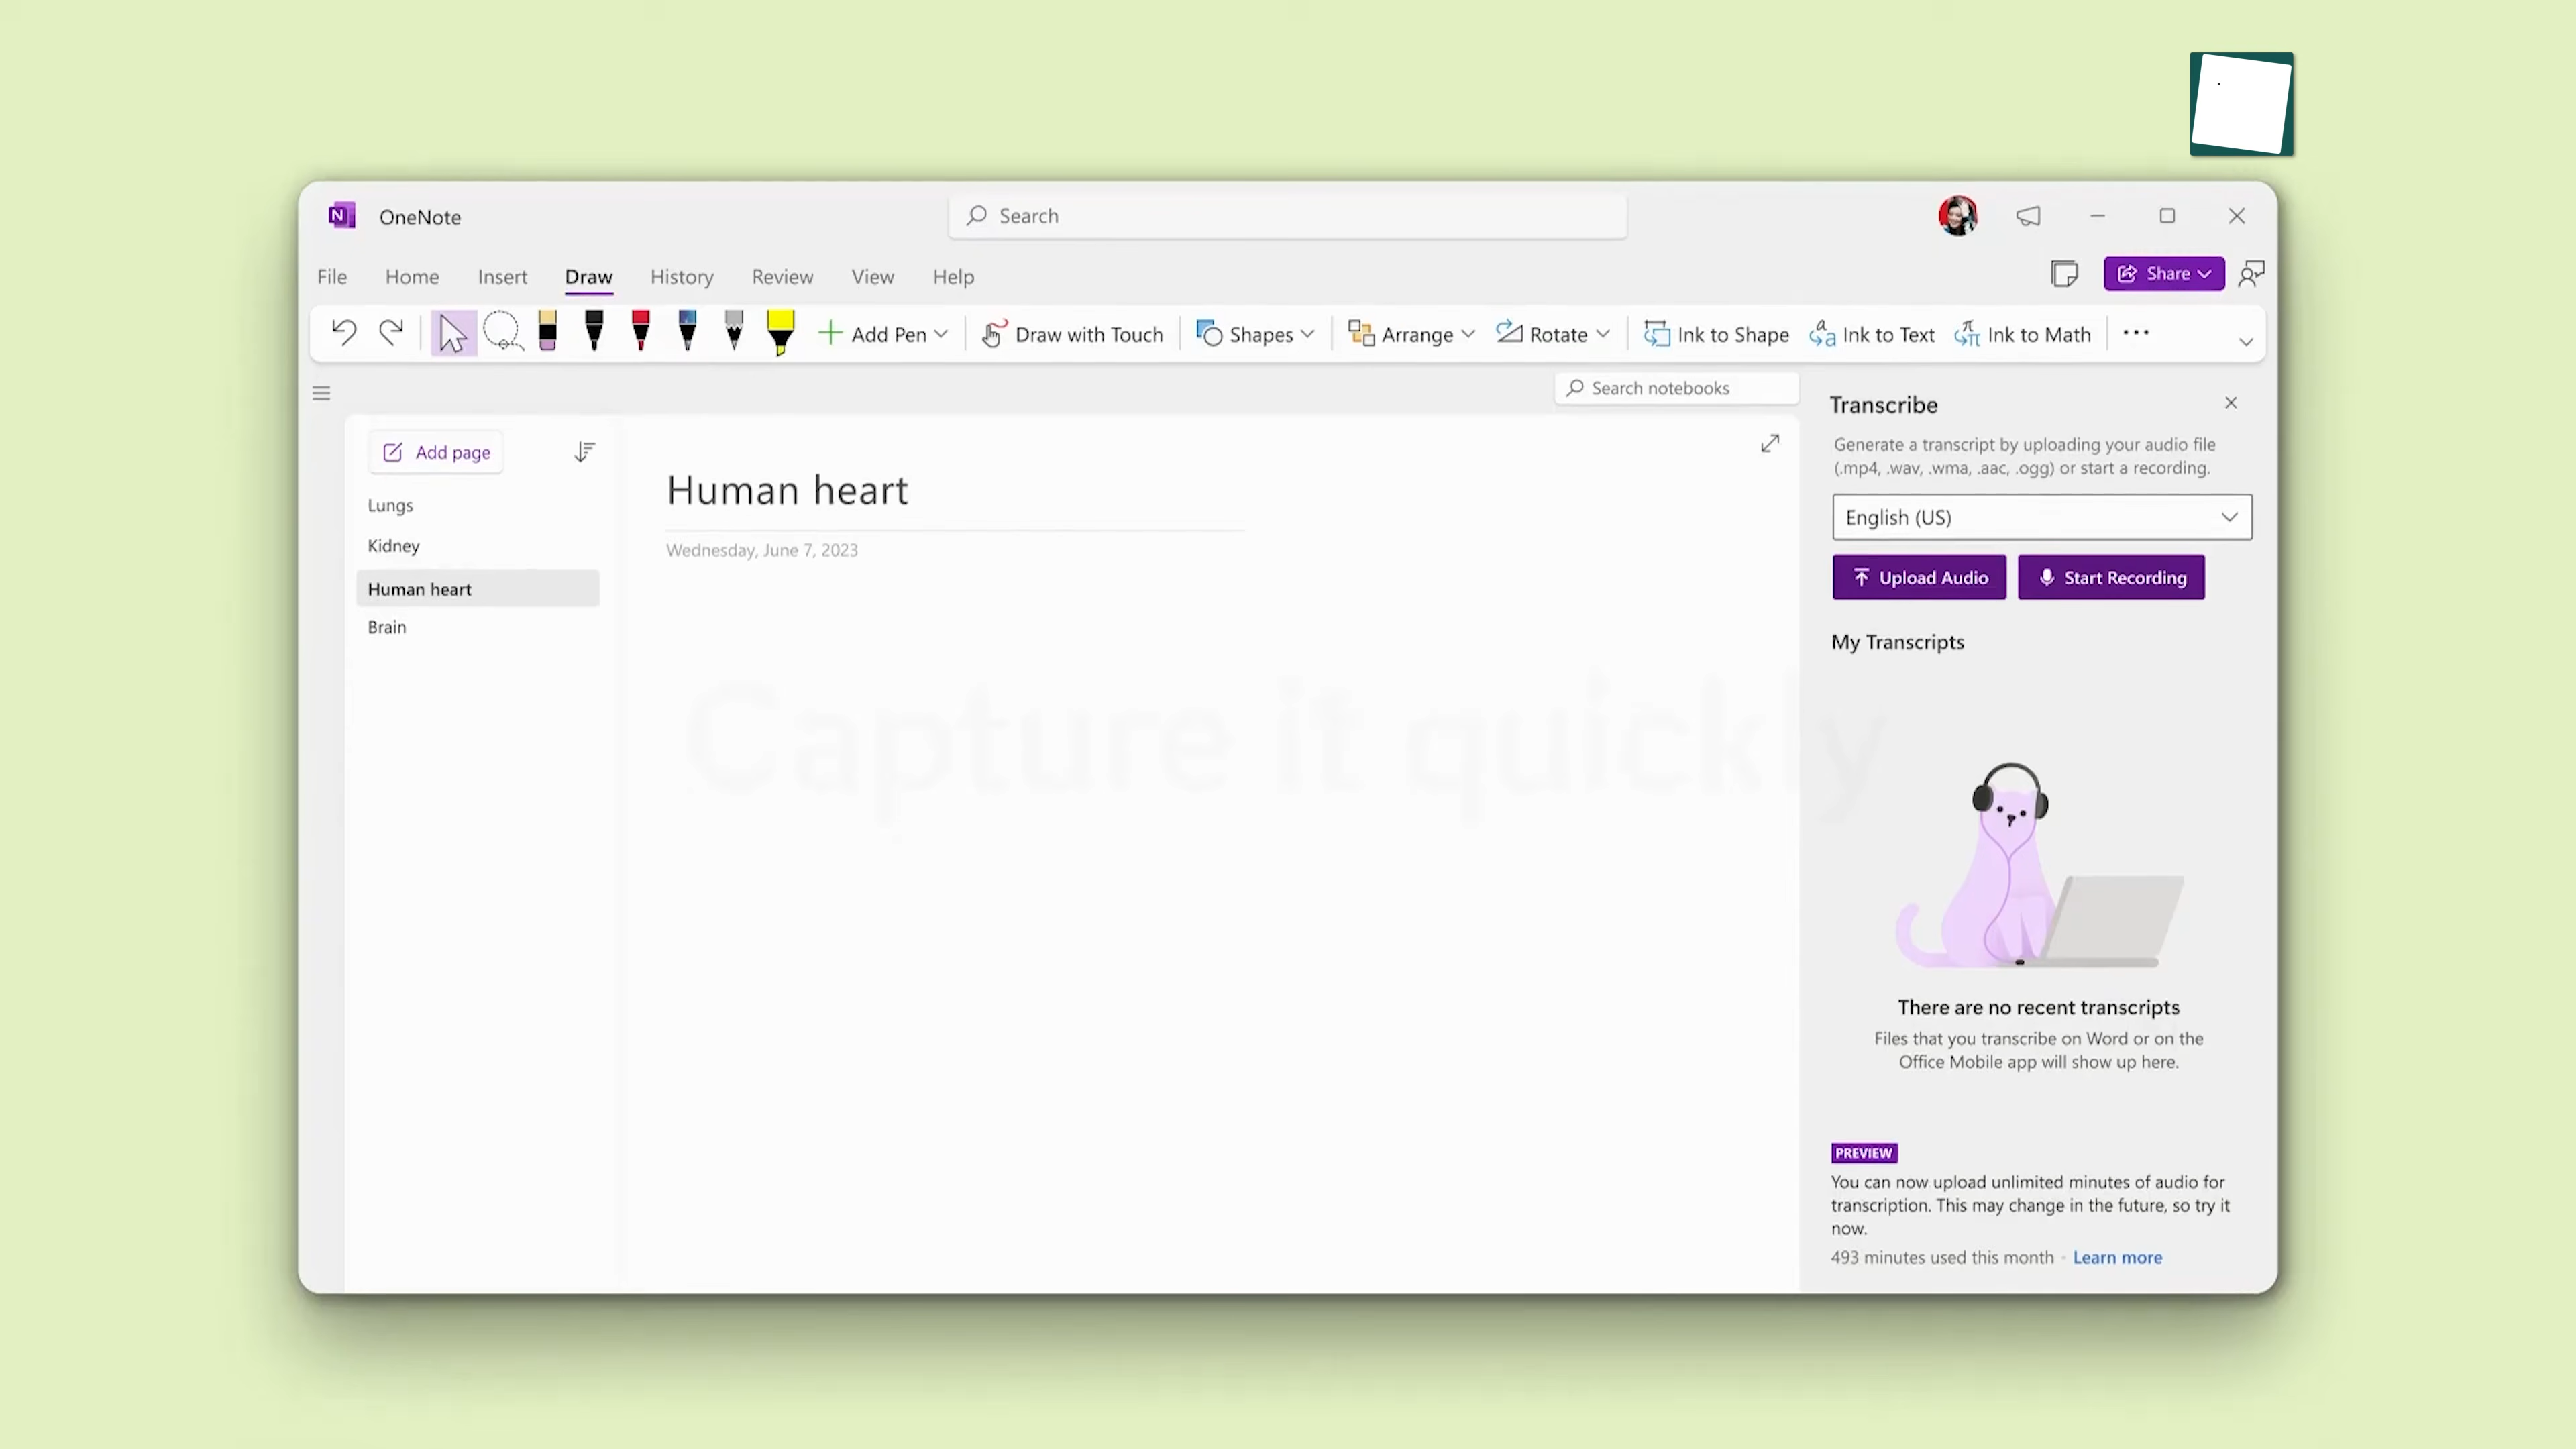 OneNote
Search
File Home Insert Draw History Review View Help
Share
Add Pen Draw with Touch Shapes Arrange Rotate Ink to Shape Ink to Text Ink to Math
Search notebooks
Add page
Lungs
Kidney
Human heart
Brain
Human heart
Wednesday, June 7, 2023
Capture it quickly
Transcribe
Generate a transcript by uploading your audio file
(.mp4, .wav, .wma, .aac, .ogg) or start a recording.
English (US)
Upload Audio Start Recording
My Transcripts
There are no recent transcripts
Files that you transcribe on Word or on the
Office Mobile app will show up here.
PREVIEW
You can now upload unlimited minutes of audio for
transcription. This may change in the future, so try it
now.
493 minutes used this month - Learn more